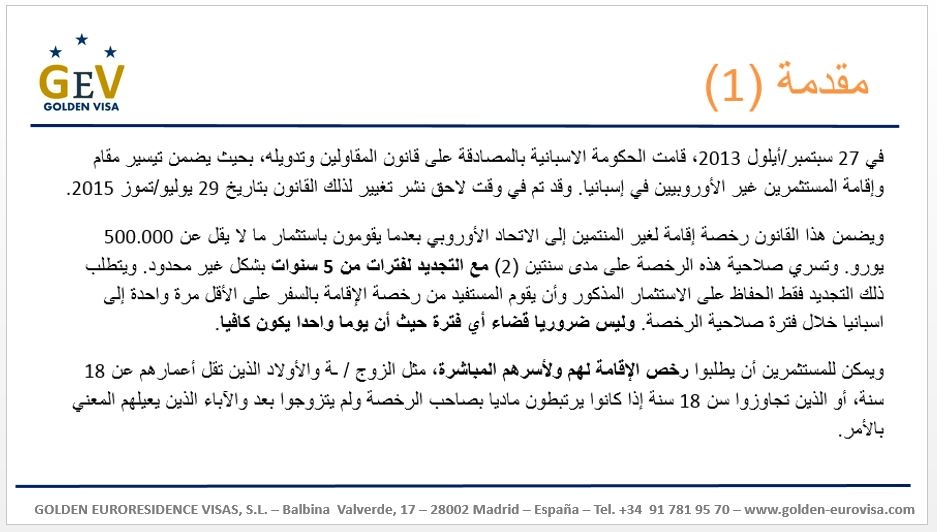 GEV
GOLDEN VISA
مقدمة (1)
في 27 سبتمبر/أيلول 2013، قامت الحكومة الاسبانية بالمصادقة على قانون المقاولين وتدويله، بحيث يضمن تيسير مقام
وإقامة المستثمرين غير الأوروبيين في إسبانيا. وقد تم في وقت لاحق نشر تغيير لذلك القانون بتاريخ 29 يوليو/تموز 2015.
ويضمن هذا القانون رخصة إقامة لغير المنتمين إلى الاتحاد الأوروبي بعدما يقومون باستثمار ما لا يقل عن 500.000
يورو. وتسري صلاحية هذه الرخصة على مدى سنتين (2) مع التجديد لفترات من 5 سنوات بشكل غير محدود. ويتطلب
ذلك التجديد فقط الحفاظ على الاستثمار المذكور وأن يقوم المستفيد من رخصة الإقامة بالسفر على الأقل مرة واحدة إلى
اسبانيا خلال فترة صلاحية الرخصة. وليس ضروريا قضاء أي فترة حيث أن يوما واحدا يكون كافيا.
ويمكن للمستثمرين أن يطلبوا رخص الإقامة لهم ولأسرهم المباشرة، مثل الزوج / ـة والأولاد الذين تقل أعمارهم عن 18
سنة، أو الذين تجاوزوا سن 18 سنة إذا كانوا يرتبطون ماديا بصاحب الرخصة ولم يتزوجوا بعد والآباء الذين يعيلهم المعني
بالأمر.
GOLDEN EURORESIDENCE VISAS, S.L. – Balbina Valverde, 17 – 28002 Madrid – España – Tel. +34 91 781 95 70 – www.golden-eurovisa.com